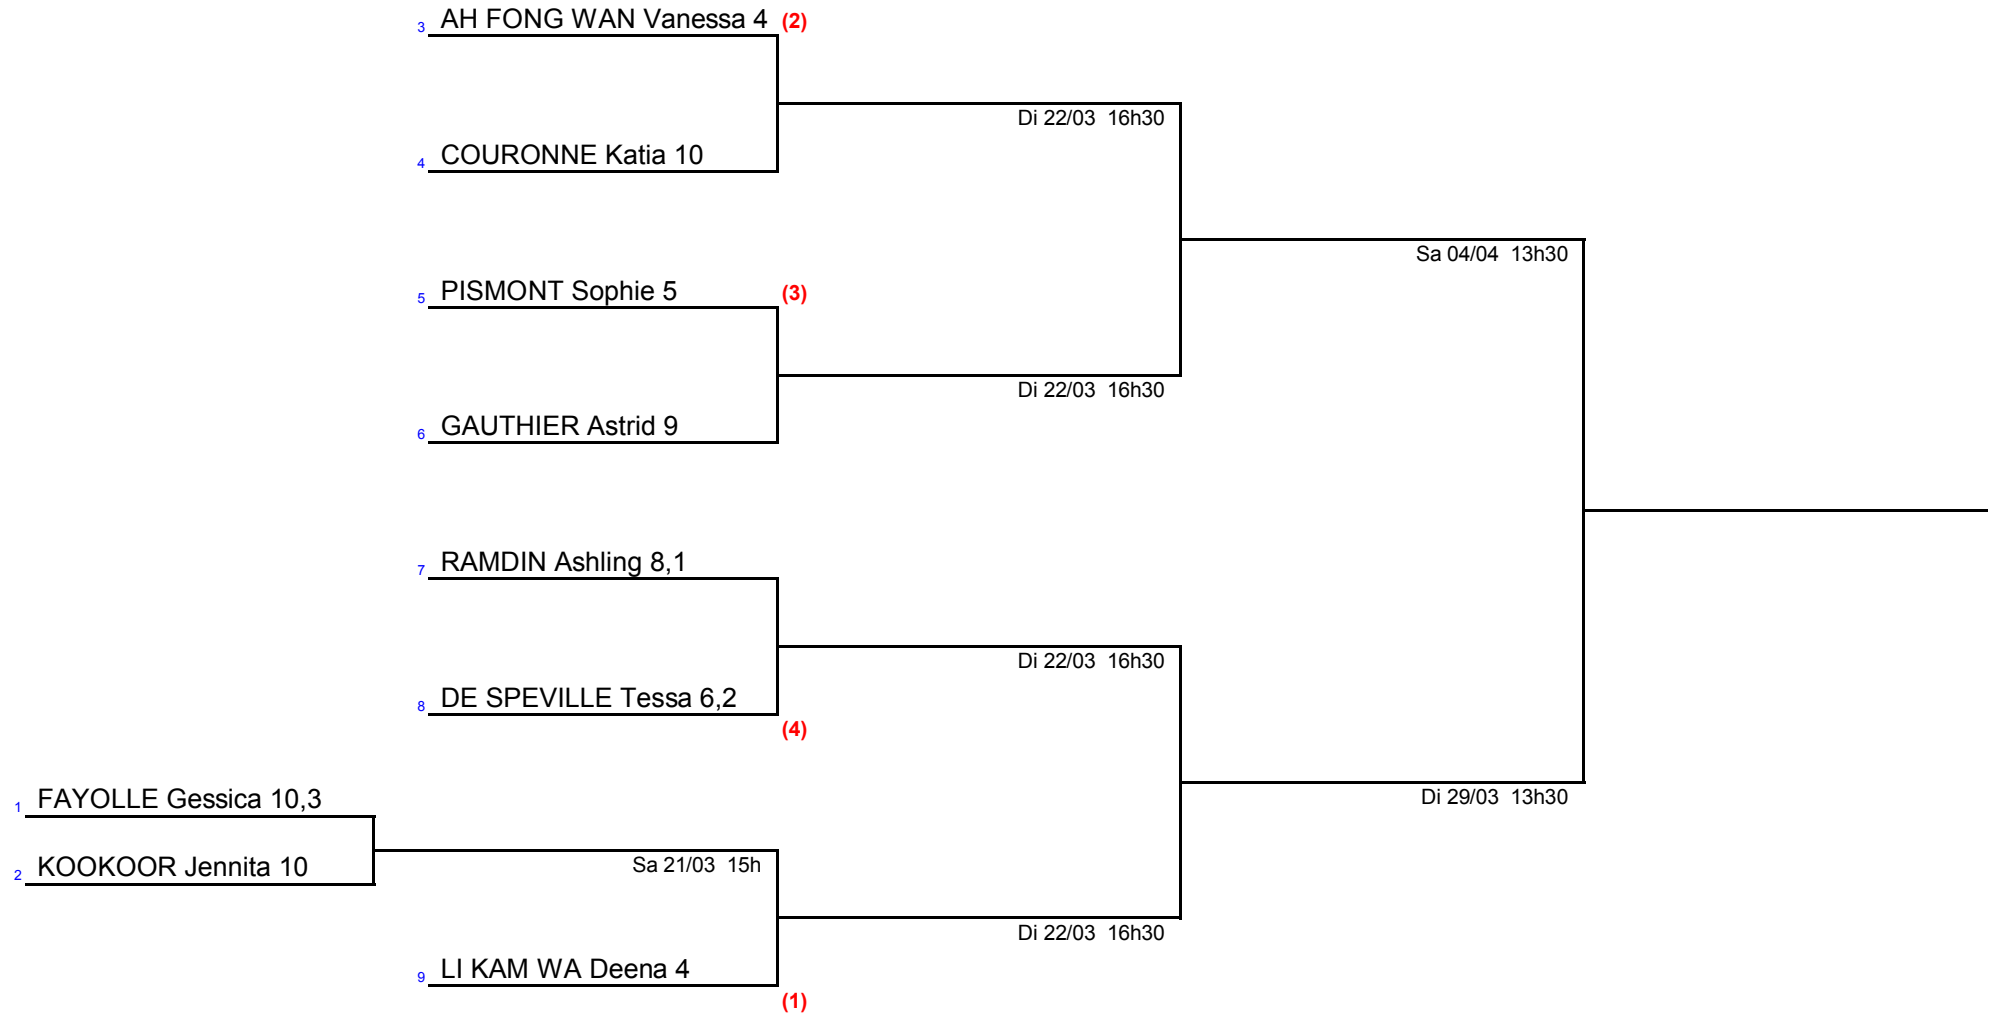 3 AH FONG WAN Vanessa 4 (2)
Di 22/03 16h30
4 COURONNE Katia 10
Sa 04/04 13h30
5 PISMONT Sophie 5 (3)
Di 22/03 16h30
6 GAUTHIER Astrid 9
7 RAMDIN Ashling 8,1
Di 22/03 16h30
8 DE SPEVILLE Tessa 6,2
(4)
1 FAYOLLE Gessica 10,3
Di 29/03 13h30
2 KOOKOOR Jennita 10
Sa 21/03 15h
Di 22/03 16h30
9 LI KAM WA Deena 4
(1)